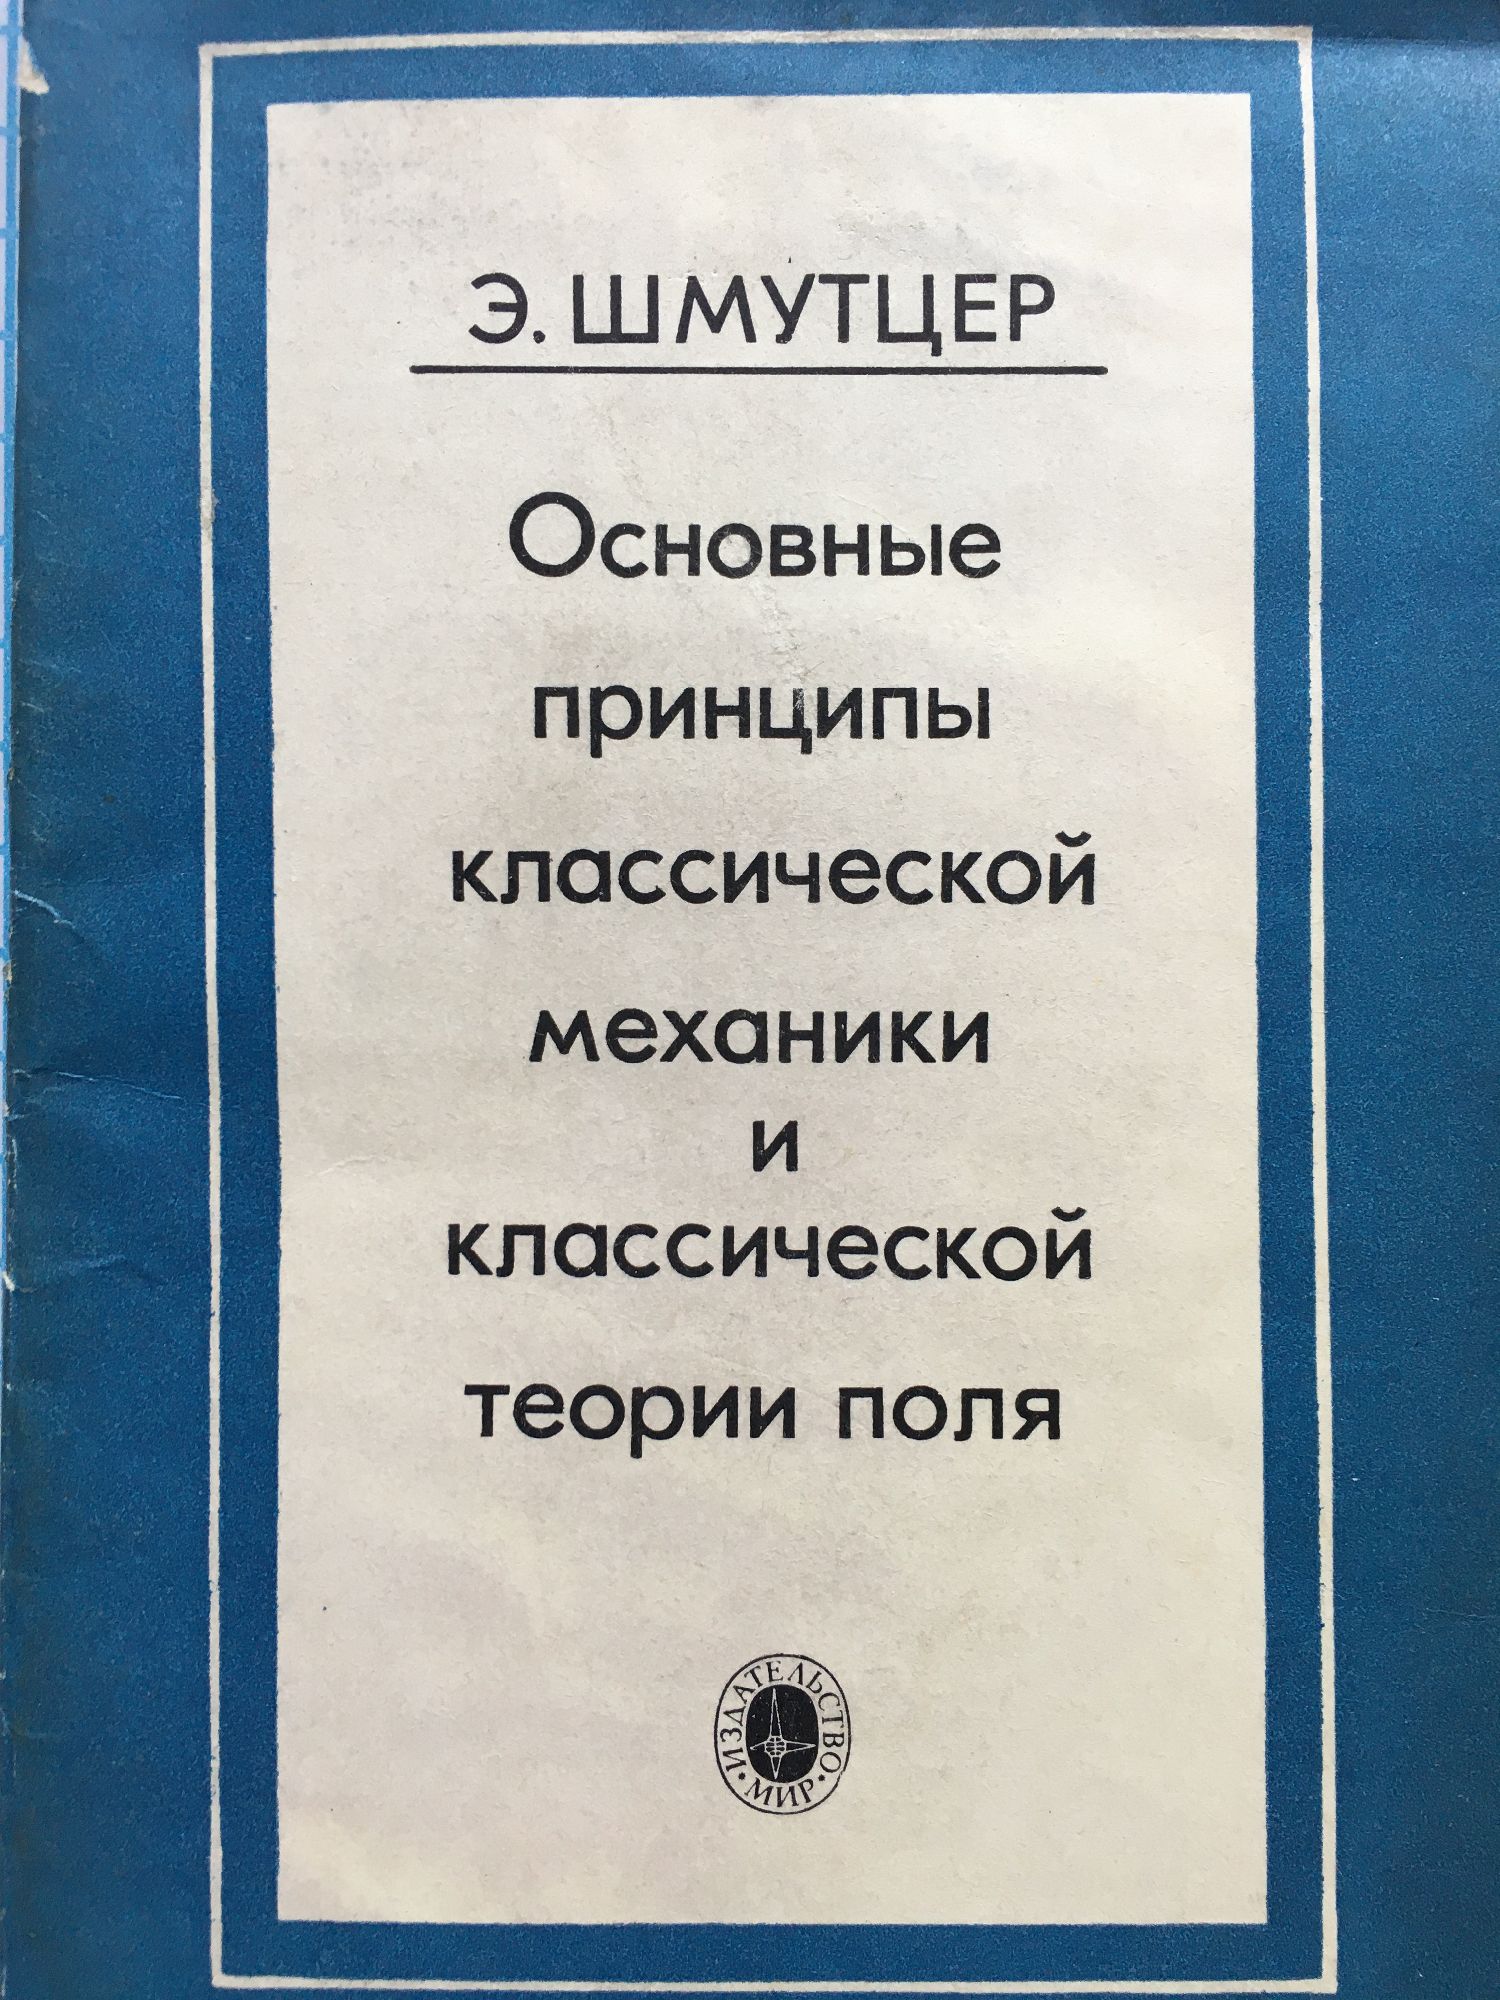 Э. ШМУТЦЕР
Основные
принципы
классической
механики
и
классической
теории поля
ИЗДАТЕЛЬСТВО
МИР